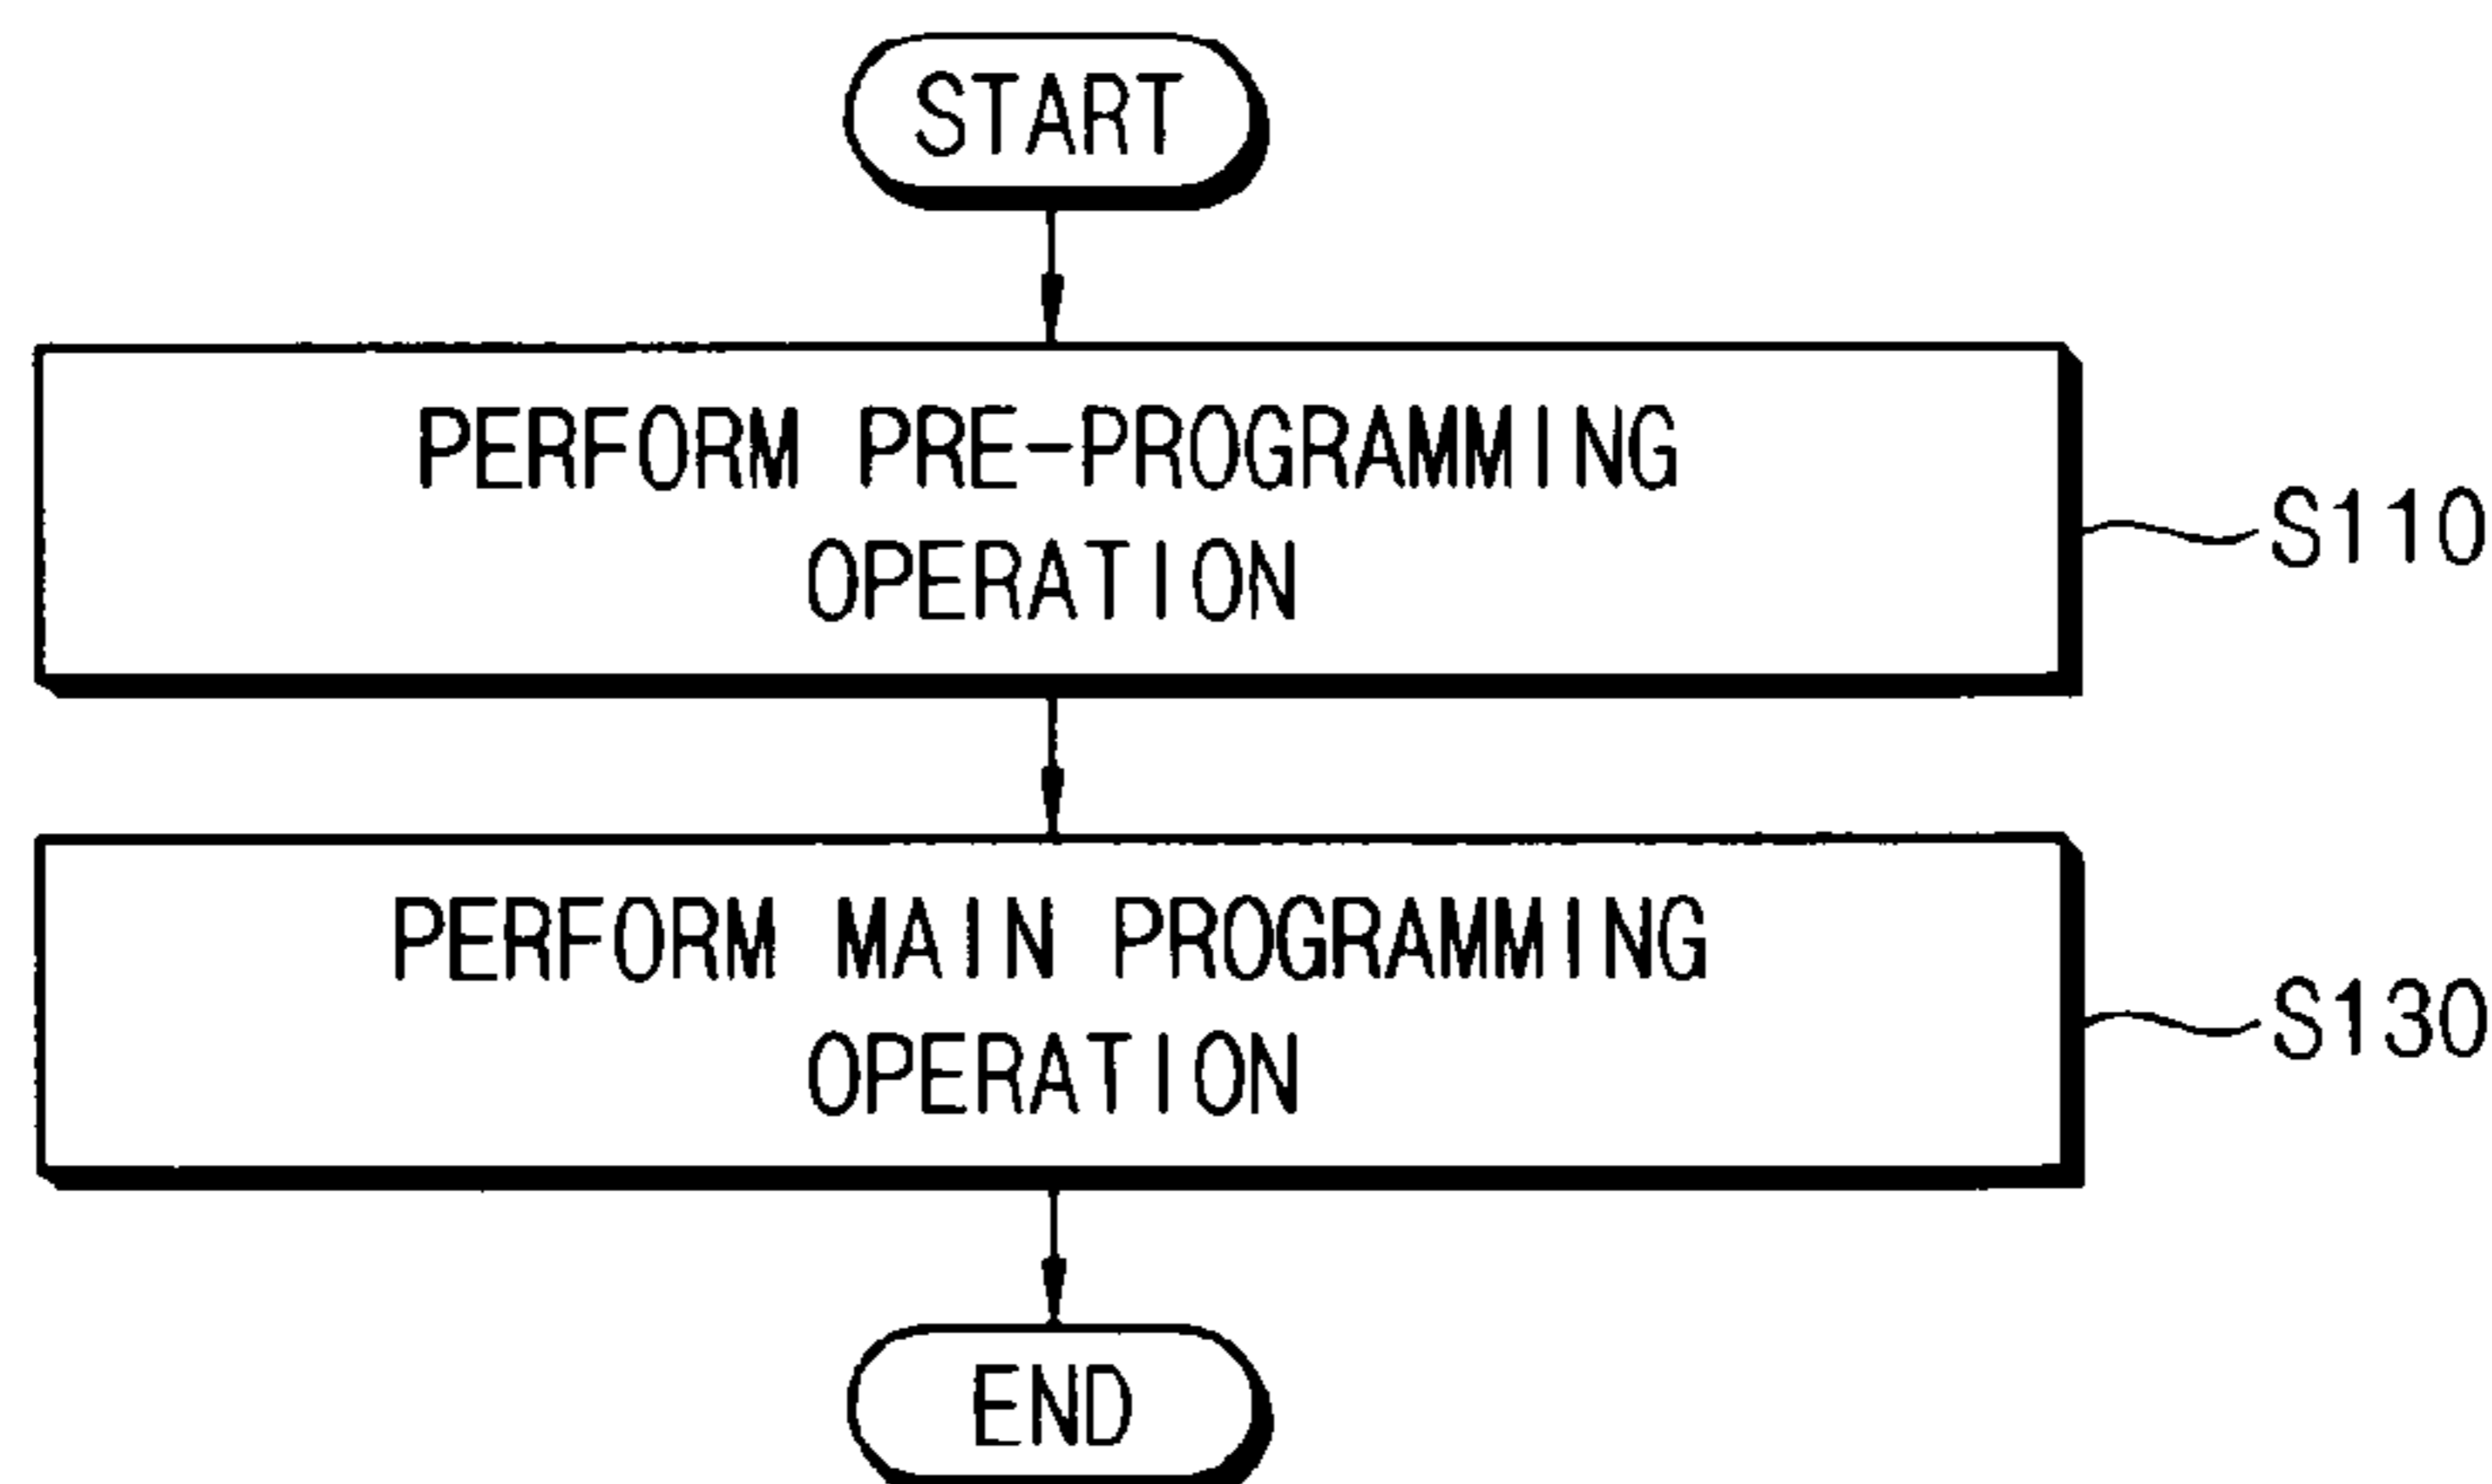 START
PERFORM PRE-PROGRAMMING
OPERATION
S110
PERFORM MAIN PROGRAMMING
OPERATION
S130
END